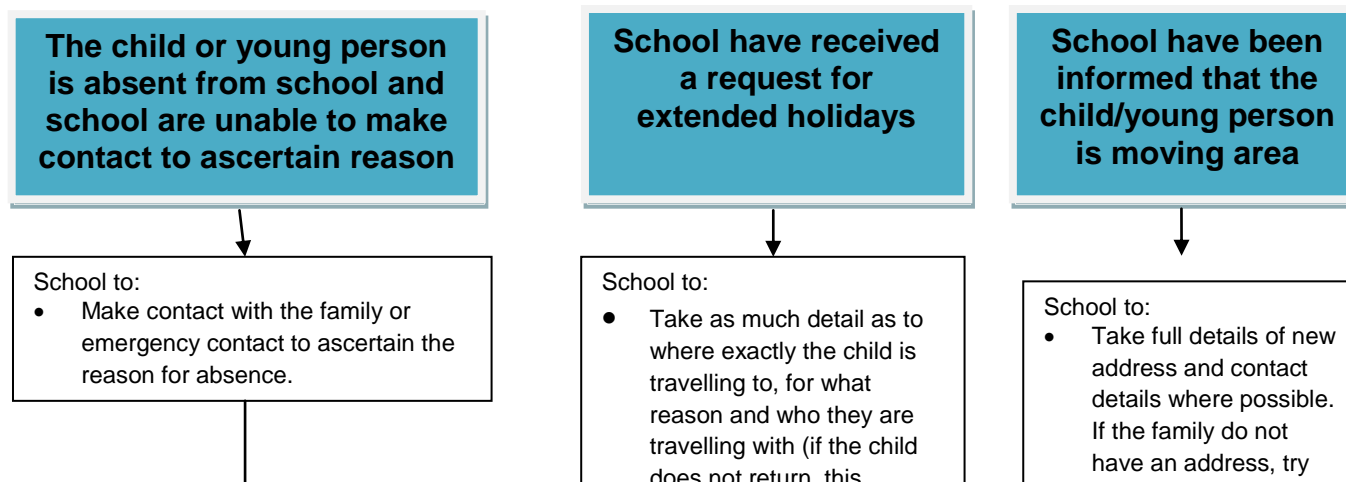 The child or young person
is absent from school and
school are unable to make
contact to ascertain reason
School to:
• Make contact with the family or
emergency contact to ascertain the
reason for absence.
School have received
a request for
extended holidays
School to:
• Take as much detail as to
where exactly the child is
travelling to, for what
reason and who they are
travelling with (if the child
does not return, this
School have been
informed that the
child/young person
is moving area
School to:
• Take full details of new
address and contact
details where possible.
If the family do not
have an address, try